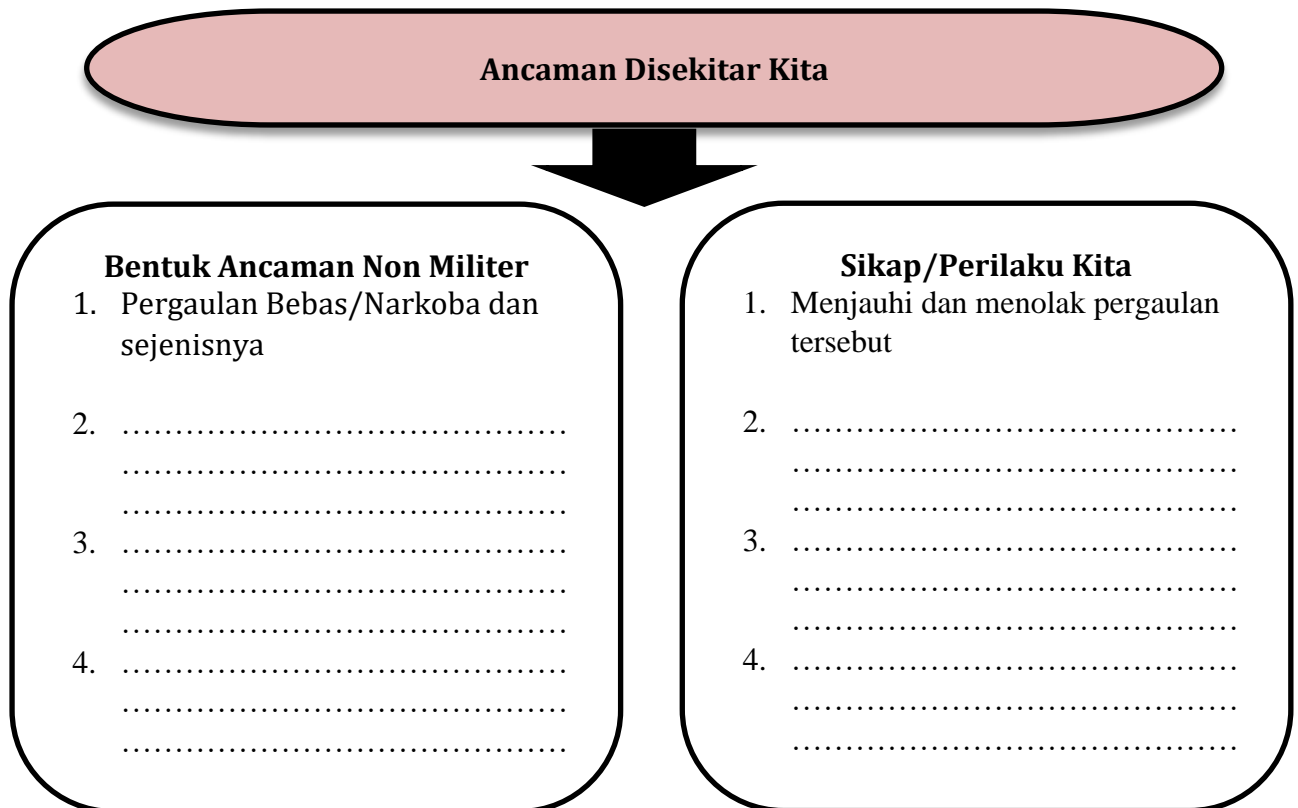 Ancaman Disekitar Kita
Bentuk Ancaman Non Militer
1. Pergaulan Bebas/Narkoba dan
sejenisnya
2. ……………………………………
……………………………………
……………………………………
3. ……………………………………
……………………………………
……………………………………
4. ……………………………………
……………………………………
……………………………………
Sikap/Perilaku Kita
1. Menjauhi dan menolak pergaulan
tersebut
2. ……………………………………
……………………………………
……………………………………
3. ……………………………………
……………………………………
……………………………………
4. ……………………………………
……………………………………
……………………………………